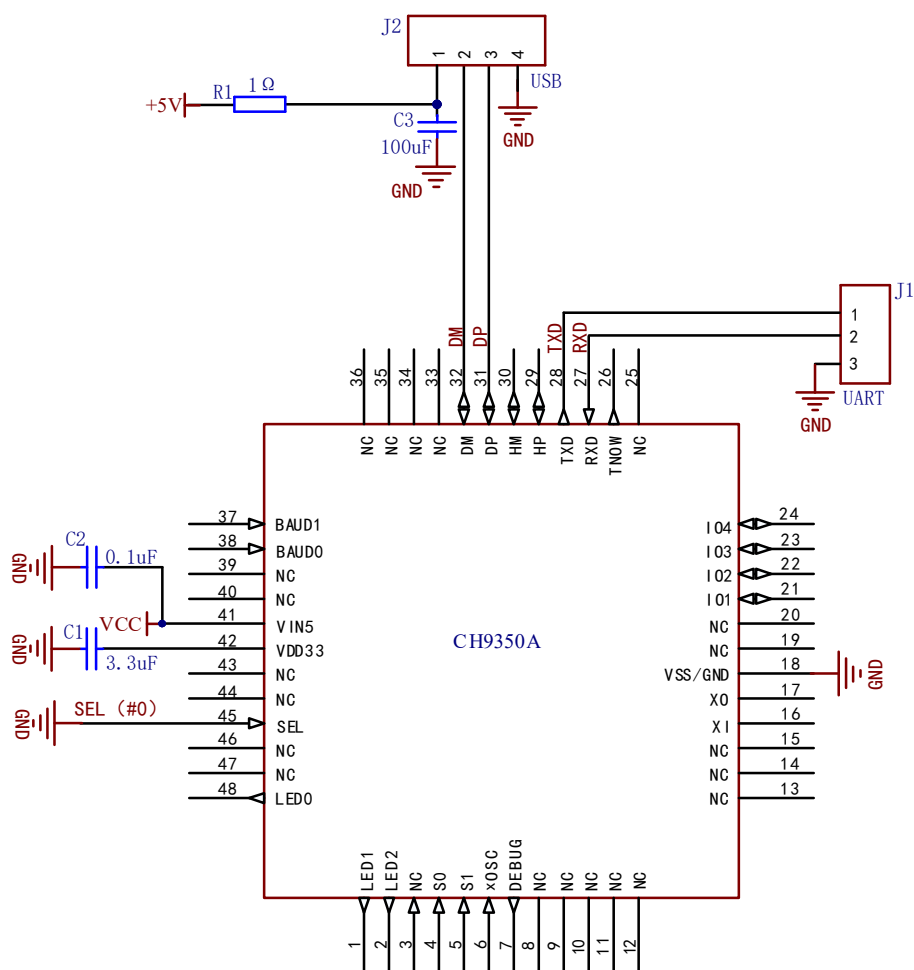 J2
1 2 3 4
USB
R1 1Ω
+5V
C3
100uF
GND
GND
J1
1
2
3
UART
GND
DM DP TXD RXD
36 35 34 33 32 31 30 29 28 27 26 25
NC NC NC NC DM DP HM HP TXD RXD TNOW NC
37 BAUD1
C2
0.1uF
GND
38 BAUD0
39 NC
40 NC
VCC
41 VIN5
C1
3.3uF
GND
42 VDD33
43 NC
44 NC
SEL (#0)
GND
45 SEL
46 NC
47 NC
48 LED0
CH9350A
IO4 24
IO3 23
IO2 22
IO1 21
NC 20
NC 19
VSS/GND 18
GND
XO 17
XI 16
NC 15
NC 14
NC 13
LED1 LED2 NC S0 S1 xOSC DEBUG NC NC NC NC NC
1 2 3 4 5 6 7 8 9 10 11 12